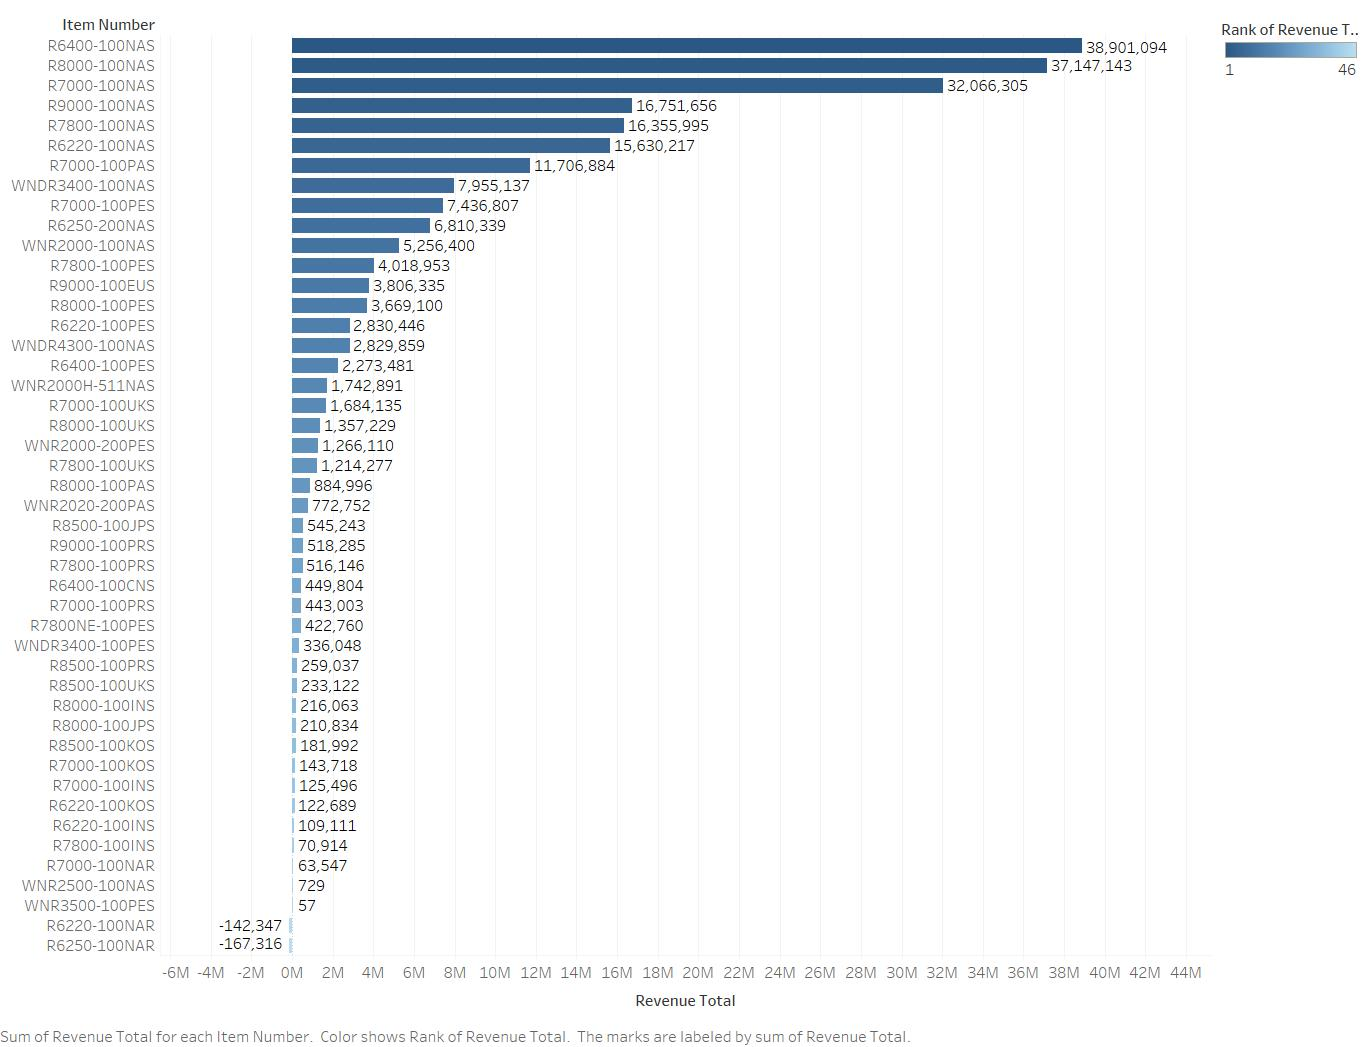 Item Number
Rank of Revenue T..
1 46
R6400-100NAS 38,901,094
R8000-100NAS 37,147,143
R7000-100NAS 32,066,305
R9000-100NAS 16,751,656
R7800-100NAS 16,355,995
R6220-100NAS 15,630,217
R7000-100PAS 11,706,884
WNDR3400-100NAS 7,955,137
R7000-100PES 7,436,807
R6250-200NAS 6,810,339
WNR2000-100NAS 5,256,400
R7800-100PES 4,018,953
R9000-100EUS 3,806,335
R8000-100PES 3,669,100
R6220-100PES 2,830,446
WNDR4300-100NAS 2,829,859
R6400-100PES 2,273,481
WNR2000H-511NAS 1,742,891
R7000-100UKS 1,684,135
R8000-100UKS 1,357,229
WNR2000-200PES 1,266,110
R7800-100UKS 1,214,277
R8000-100PAS 884,996
WNR2020-200PAS 772,752
R8500-100JPS 545,243
R9000-100PRS 518,285
R7800-100PRS 516,146
R6400-100CNS 449,804
R7000-100PRS 443,003
R7800NE-100PES 422,760
WNDR3400-100PES 336,048
R8500-100PRS 259,037
R8500-100UKS 233,122
R8000-100INS 216,063
R8000-100JPS 210,834
R8500-100KOS 181,992
R7000-100KOS 143,718
R7000-100INS 125,496
R6220-100KOS 122,689
R6220-100INS 109,111
R7800-100INS 70,914
R7000-100NAR 63,547
WNR2500-100NAS 729
WNR3500-100PES 57
R6220-100NAR -142,347
R6250-100NAR -167,316
-6M -4M -2M 0M 2M 4M 6M 8M 10M 12M 14M 16M 18M 20M 22M 24M 26M 28M 30M 32M 34M 36M 38M 40M 42M 44M
Revenue Total
Sum of Revenue Total for each Item Number. Color shows Rank of Revenue Total. The marks are labeled by sum of Revenue Total.